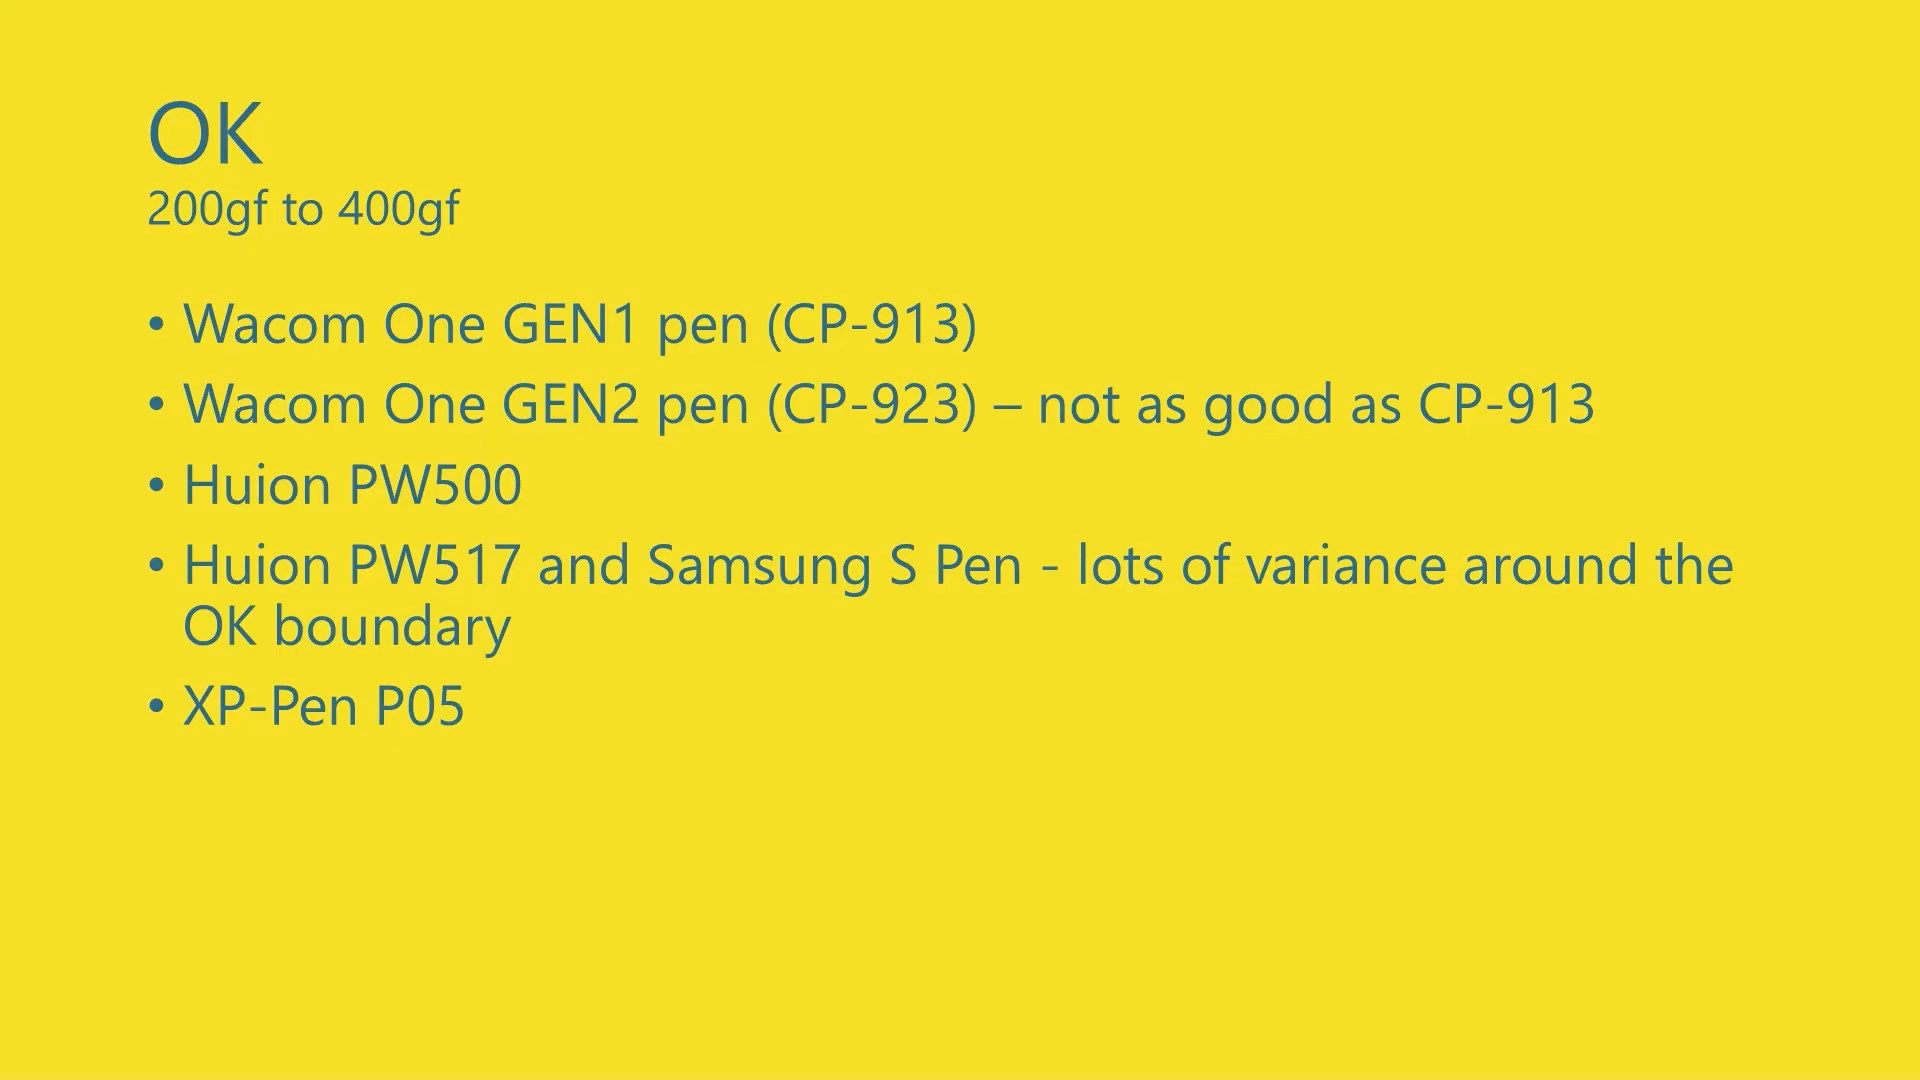 OK
200gf to 400gf
• Wacom One GEN1 pen (CP-913)
• Wacom One GEN2 pen (CP-923) – not as good as CP-913
• Huion PW500
• Huion PW517 and Samsung S Pen - lots of variance around the
OK boundary
• XP-Pen P05